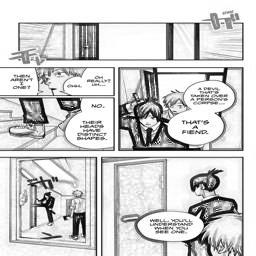 THEN
AREN'T
I
ONE?
OH.
OH
REALLY?
UH...
A DEVIL
THAT'S
TAKEN OVER
A PERSON'S
CORPSE...
THAT'S
A
FIEND.
NO.
THEIR
HEADS
HAVE
DISTINCT
SHAPES.
WELL, YOU'LL
UNDERSTAND
WHEN YOU
SEE ONE.